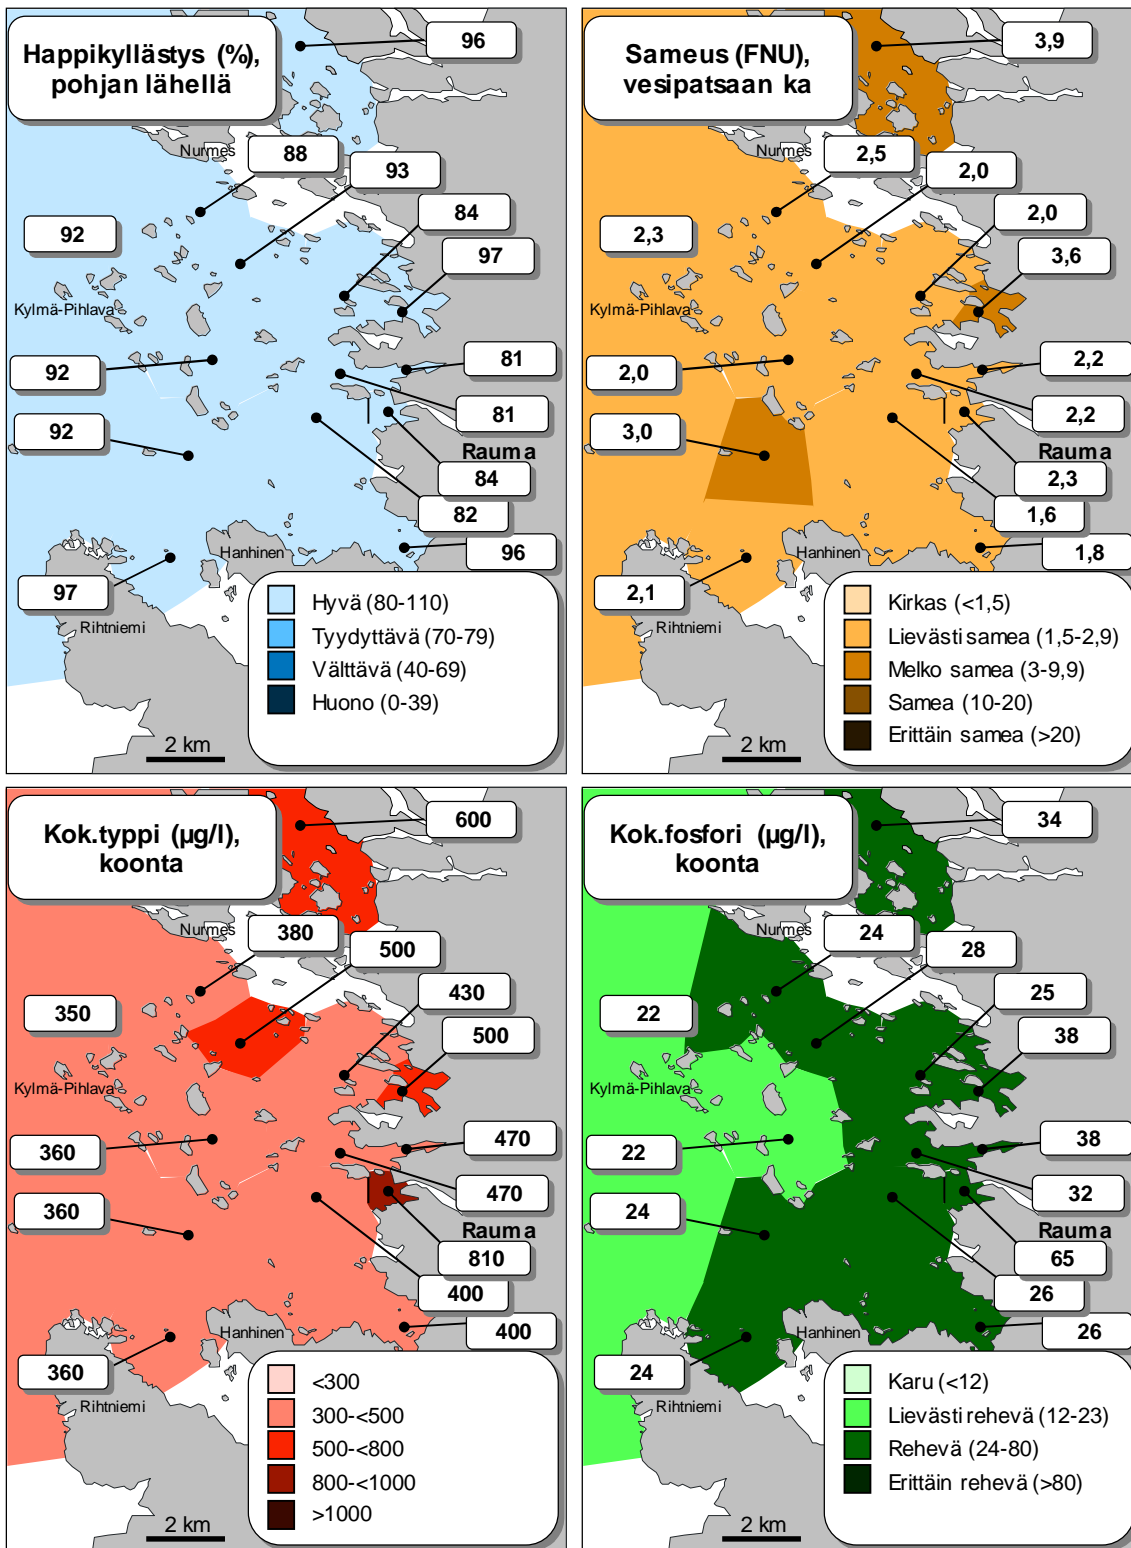 Happikyllästys (%),
pohjan lähellä
96
Nurmes
88
93
84
92
97
Kylmä-Pihlava
92
81
92
81
Rauma
84
82
96
Hanhinen
97
Rihtniemi
Hyvä (80-110)
Tyydyttävä (70-79)
Välttävä (40-69)
Huono (0-39)
2 km
Sameus (FNU),
vesipatsaan ka
3,9
Nurmes
2,5
2,0
2,0
2,3
3,6
Kylmä-Pihlava
2,0
2,2
3,0
2,2
Rauma
2,3
1,6
1,8
Hanhinen
2,1
Rihtniemi
Kirkas (<1,5)
Lievästi samea (1,5-2,9)
Melko samea (3-9,9)
Samea (10-20)
Erittäin samea (>20)
2 km
Kok.typpi (µg/l),
koonta
600
Nurmes
380
500
430
350
500
Kylmä-Pihlava
360
470
360
470
Rauma
810
400
400
Hanhinen
360
Rihtniemi
<300
300-<500
500-<800
800-<1000
>1000
2 km
Kok.fosfori (µg/l),
koonta
34
Nurmes
24
28
25
22
38
Kylmä-Pihlava
22
38
24
32
Rauma
65
26
26
Hanhinen
24
Rihtniemi
Karu (<12)
Lievästi rehevä (12-23)
Rehevä (24-80)
Erittäin rehevä (>80)
2 km